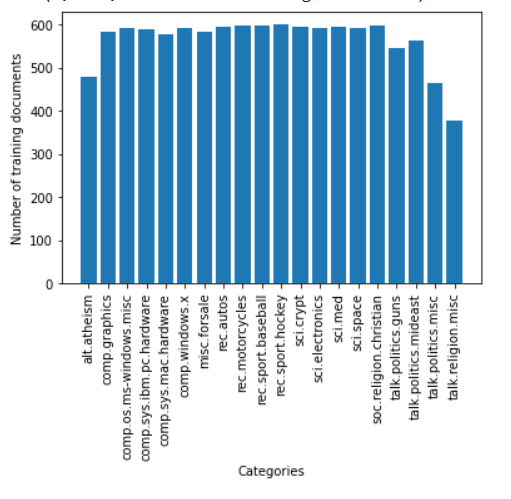 Number of training documents
600
500
400
300
200
100
0
alt.atheism
comp.graphics
comp.os.ms-windows.misc
comp.sys.ibm.pc.hardware
comp.sys.mac.hardware
comp.windows.x
misc.forsale
rec.autos
rec.motorcycles
rec.sport.baseball
rec.sport.hockey
sci.crypt
sci.electronics
sci.med
sci.space
soc.religion.christian
talk.politics.guns
talk.politics.mideast
talk.politics.misc
talk.religion.misc
Categories